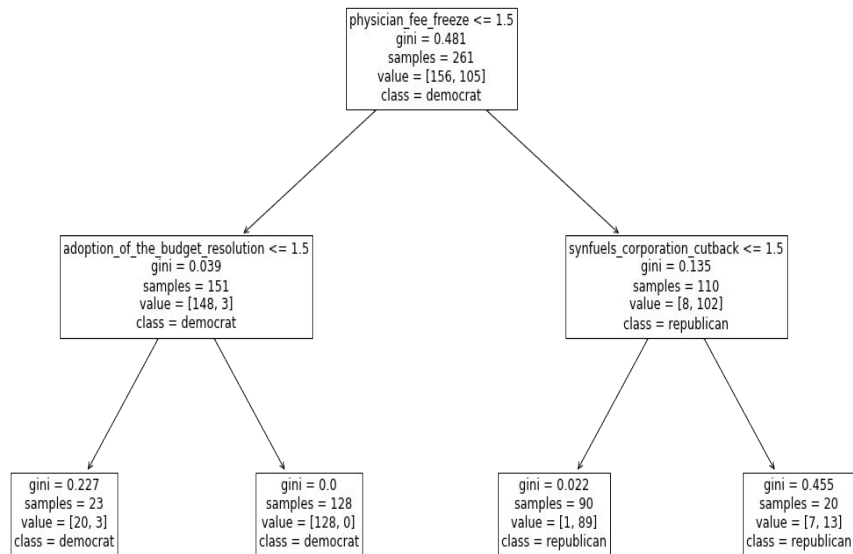 physician_fee_freeze <= 1.5
gini = 0.481
samples = 261
value = [156, 105]
class = democrat
adoption_of_the_budget_resolution <= 1.5
gini = 0.039
samples = 151
value = [148, 3]
class = democrat
synfuels_corporation_cutback <= 1.5
gini = 0.135
samples = 110
value = [8, 102]
class = republican
gini = 0.227
samples = 23
value = [20, 3]
class = democrat
gini = 0.0
samples = 128
value = [128, 0]
class = democrat
gini = 0.022
samples = 90
value = [1, 89]
class = republican
gini = 0.455
samples = 20
value = [7, 13]
class = republican